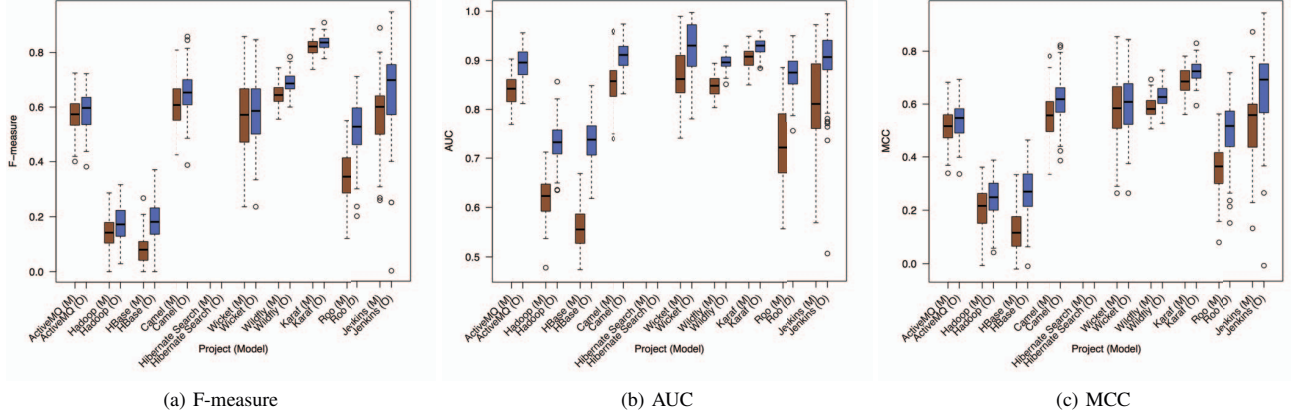 F-measure
0.8
0.6
0.4
0.2
0.0
ActiveMQ (M)
ActiveMQ (O)
Hadoop (M)
Hadoop (O)
HBase (M)
HBase (O)
Camel (M)
Camel (O)
Hibernate Search (M)
Hibernate Search (O)
Wicket (M)
Wicket (O)
Wildfly (M)
Wildfly (O)
Karaf (M)
Karaf (O)
Roo (M)
Roo (O)
Jenkins (M)
Jenkins (O)
Project (Model)
(a) F-measure
AUC
1.0
0.9
0.8
0.7
0.6
0.5
ActiveMQ (M)
ActiveMQ (O)
Hadoop (M)
Hadoop (O)
HBase (M)
HBase (O)
Camel (M)
Camel (O)
Hibernate Search (M)
Hibernate Search (O)
Wicket (M)
Wicket (O)
Wildfly (M)
Wildfly (O)
Karaf (M)
Karaf (O)
Roo (M)
Roo (O)
Jenkins (M)
Jenkins (O)
Project (Model)
(b) AUC
MCC
0.8
0.6
0.4
0.2
0.0
ActiveMQ (M)
ActiveMQ (O)
Hadoop (M)
Hadoop (O)
HBase (M)
HBase (O)
Camel (M)
Camel (O)
Hibernate Search (M)
Hibernate Search (O)
Wicket (M)
Wicket (O)
Wildfly (M)
Wildfly (O)
Karaf (M)
Karaf (O)
Roo (M)
Roo (O)
Jenkins (M)
Jenkins (O)
Project (Model)
(c) MCC